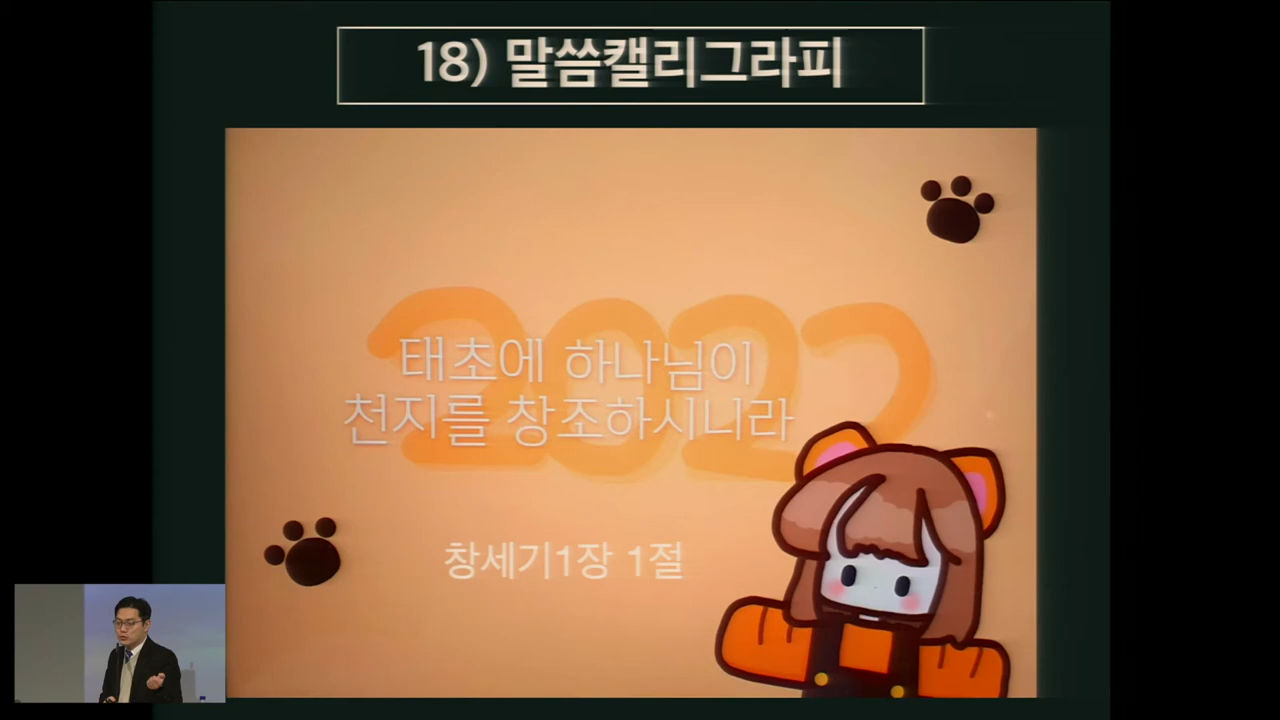 18) 말씀캘리그라피
2022
태초에 하나님이
천지를 창조하시니라
창세기1장 1절